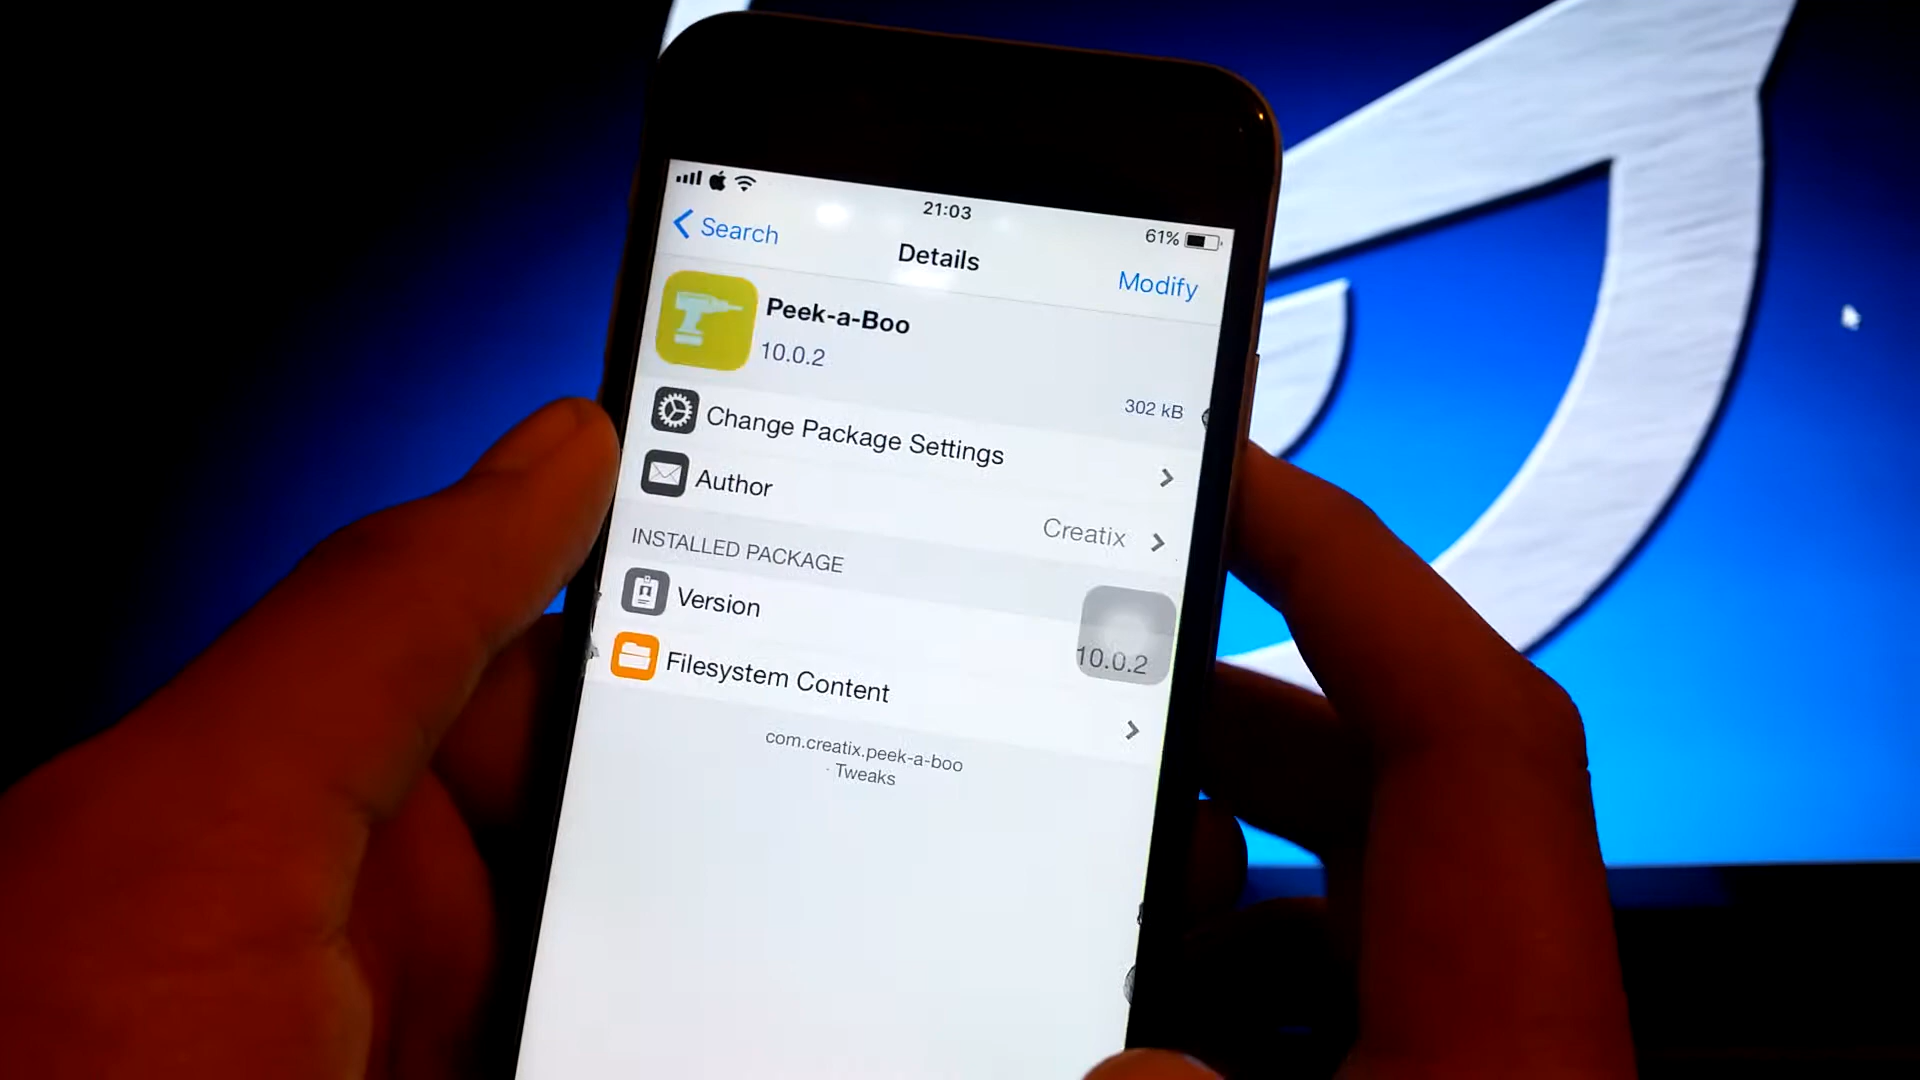 21:03
61%
Search
Details
Modify
Peek-a-Boo
10.0.2
302 kB
Change Package Settings
Author
Creatix
INSTALLED PACKAGE
Version
10.0.2
Filesystem Content
com.creatix.peek-a-boo
· Tweaks